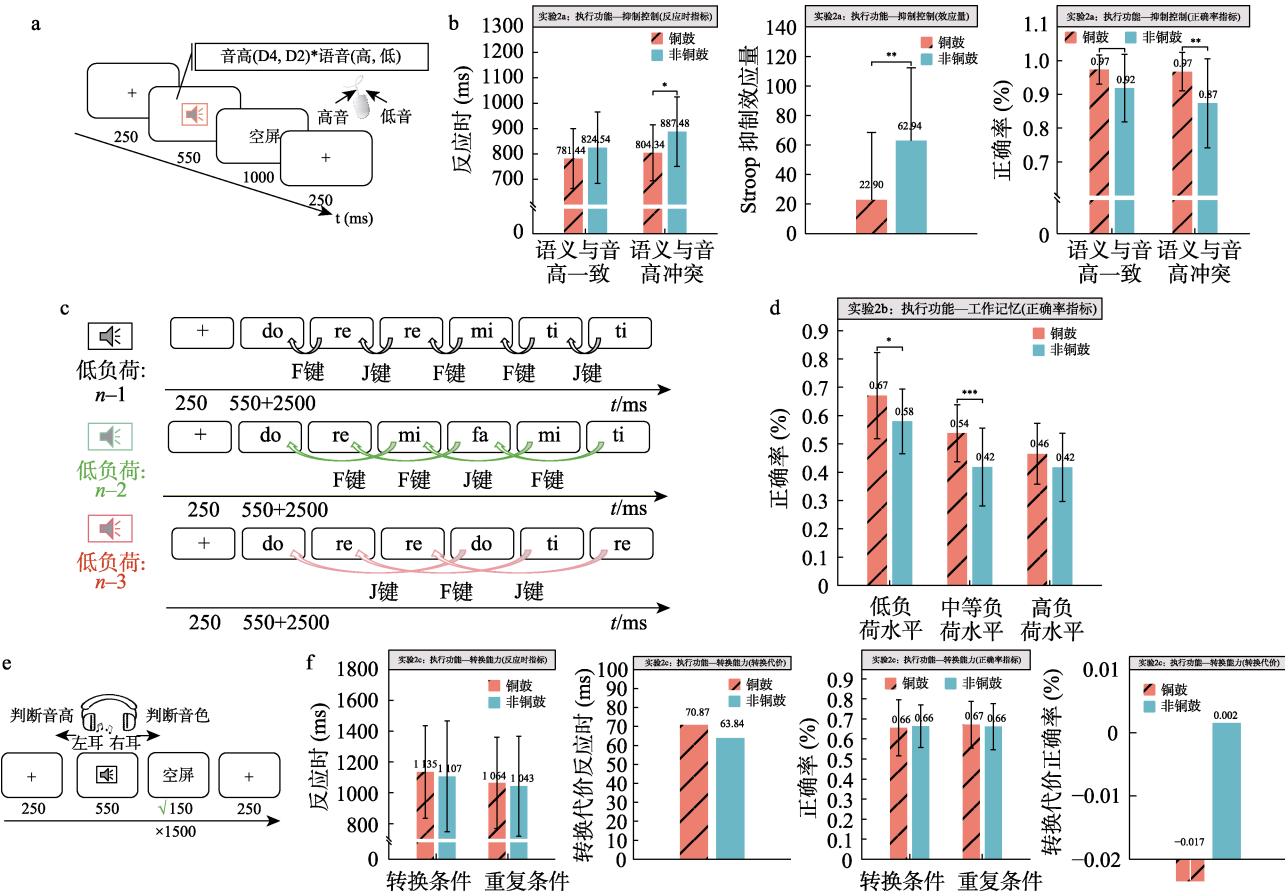 a
音高(D4, D2)*语音(高, 低)
+
250
550
空屏
1000
+
250
t (ms)
高音
低音
b
实验2a：执行功能—抑制控制(反应时指标)
铜鼓
非铜鼓
反应时 (ms)
1300
1200
1100
1000
900
800
700
0
781.44
824.54
804.34
887.48
*
语义与音
高一致
语义与音
高冲突
实验2a：执行功能—抑制控制(效应量)
铜鼓
非铜鼓
Stroop 抑制效应量
140
120
100
80
60
40
20
0
22.90
62.94
**
实验2a：执行功能—抑制控制(正确率指标)
铜鼓
非铜鼓
正确率 (%)
1.1
1.0
0.9
0.8
0.7
0
0.97
0.92
0.97
0.87
**
语义与音
高一致
语义与音
高冲突
c
低负荷:
n–1
+
do
re
re
mi
ti
ti
F键
J键
F键
F键
J键
250
550+2500
t/ms
低负荷:
n–2
+
do
re
mi
fa
mi
ti
F键
F键
J键
F键
250
550+2500
t/ms
低负荷:
n–3
+
do
re
re
do
ti
re
J键
F键
J键
250
550+2500
t/ms
d
实验2b：执行功能—工作记忆(正确率指标)
铜鼓
非铜鼓
正确率 (%)
0.9
0.8
0.7
0.6
0.5
0.4
0.3
0.2
0.1
0
*
0.67
0.58
***
0.54
0.42
0.46
0.42
低负
荷水平
中等负
荷水平
高负
荷水平
e
判断音高
判断音色
左耳 右耳
+
空屏
+
250
550
√150
250
×1500
f
实验2c：执行功能—转换能力(反应时指标)
铜鼓
非铜鼓
反应时 (ms)
1800
1600
1400
1200
1000
800
0
1 135
1 107
1 064
1 043
转换条件
重复条件
实验2c：执行功能—转换能力(转换代价)
铜鼓
非铜鼓
转换代价反应时 (ms)
100
90
80
70
60
50
40
30
20
10
0
70.87
63.84
实验2c：执行功能—转换能力(正确率指标)
铜鼓
非铜鼓
正确率 (%)
0.9
0.8
0.7
0.6
0.5
0.4
0.3
0.2
0.1
0
0.66
0.66
0.67
0.66
转换条件
重复条件
实验2c：执行功能—转换能力(转换代价)
铜鼓
非铜鼓
转换代价正确率 (%)
0.01
0
−0.01
−0.02
−0.017
0.002